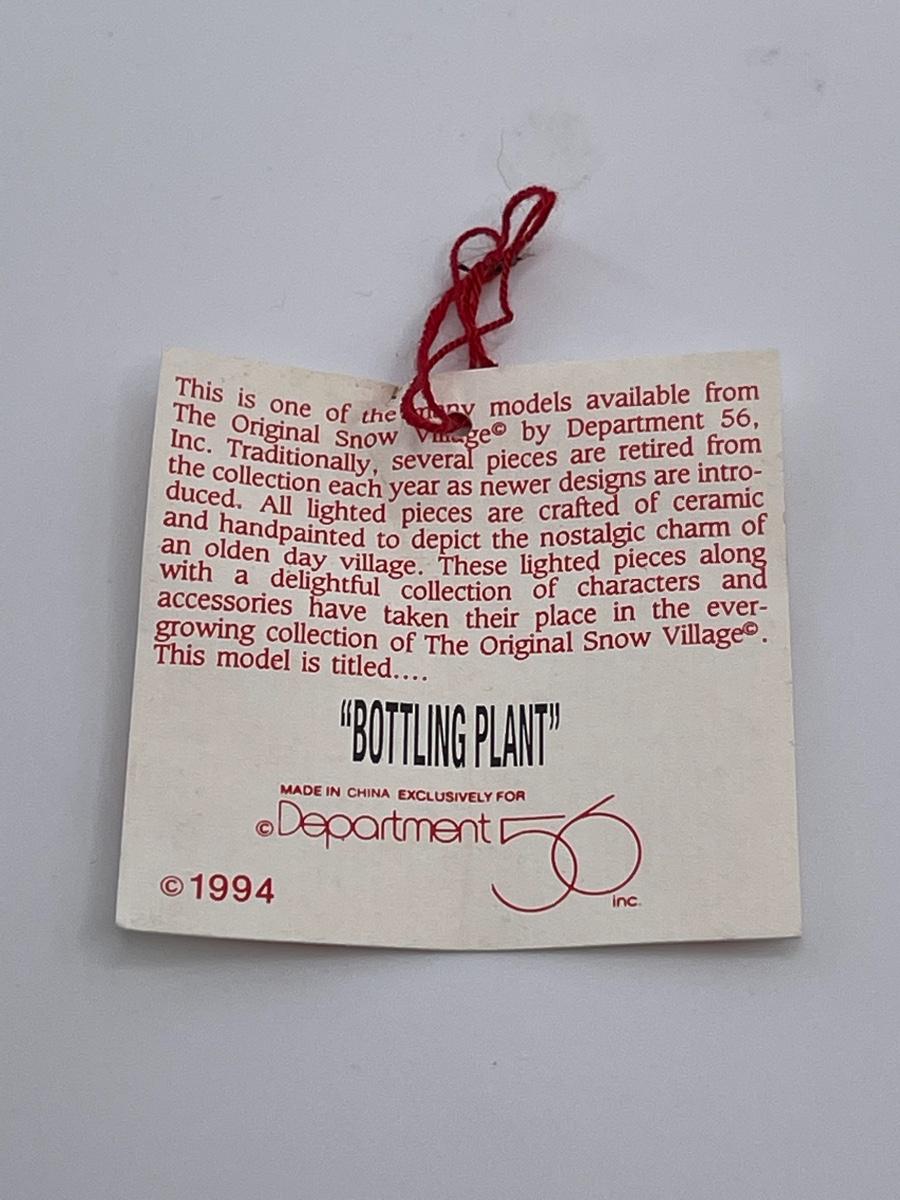 This is one of the many models available from
The Original Snow Village© by Department 56,
Inc. Traditionally, several pieces are retired from
the collection each year as newer designs are intro-
duced. All lighted pieces are crafted of ceramic
and handpainted to depict the nostalgic charm of
an olden day village. These lighted pieces along
with a delightful collection of characters and
accessories have taken their place in the ever-
growing collection of The Original Snow Village©.
This model is titled....
“BOTTLING PLANT”
MADE IN CHINA EXCLUSIVELY FOR
©Department 56
inc.
©1994